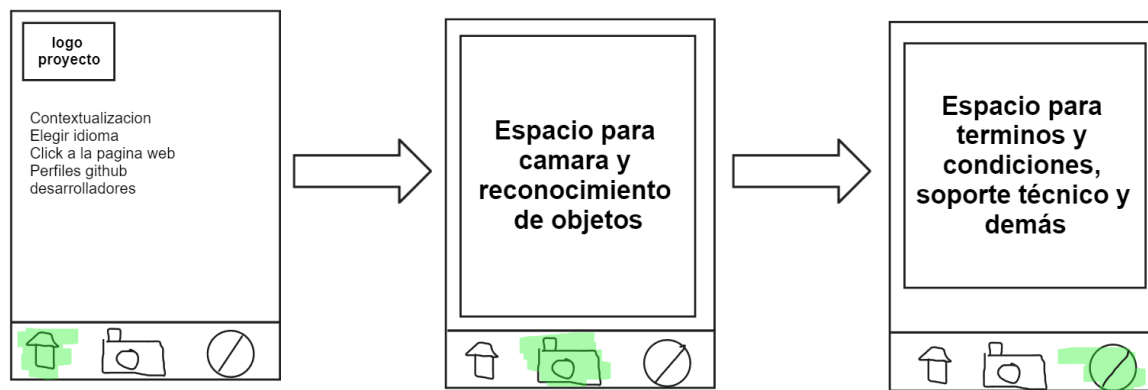 logo
proyecto
Contextualizacion
Elegir idioma
Click a la pagina web
Perfiles github
desarrolladores
Espacio para
camara y
reconocimiento
de objetos
Espacio para
terminos y
condiciones,
soporte técnico y
demás